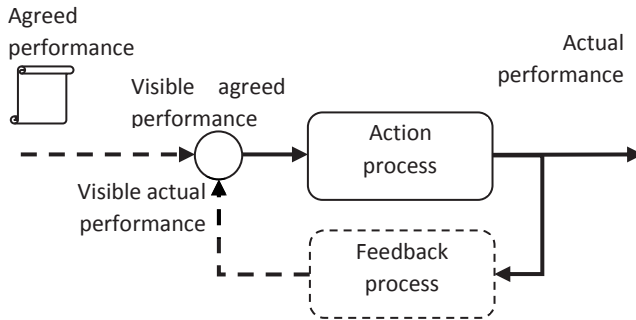 Agreed
performance
Visible agreed
performance
Visible actual
performance
Action
process
Feedback
process
Actual
performance